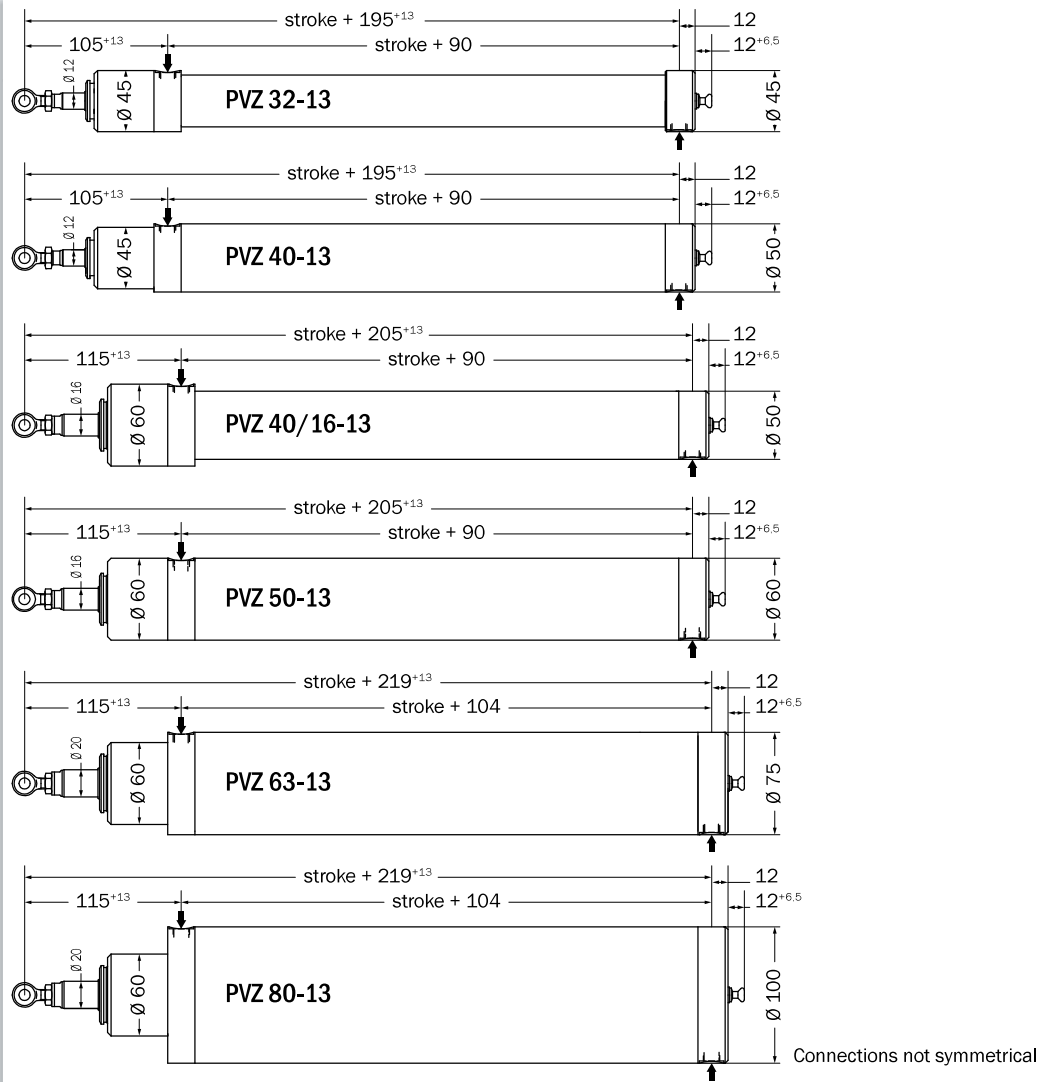 stroke + 195+13 12
105+13 stroke + 90 12+6,5
Ø 12
Ø 45 PVZ 32-13 Ø 45
stroke + 195+13 12
105+13 stroke + 90 12+6,5
Ø 12
Ø 45 PVZ 40-13 Ø 50
stroke + 205+13 12
115+13 stroke + 90 12+6,5
Ø 16
Ø 60 PVZ 40/16-13 Ø 50
stroke + 205+13 12
115+13 stroke + 90 12+6,5
Ø 16
Ø 60 PVZ 50-13 Ø 60
stroke + 219+13 12
115+13 stroke + 104 12+6,5
Ø 20
Ø 60 PVZ 63-13 Ø 75
stroke + 219+13 12
115+13 stroke + 104 12+6,5
Ø 20
Ø 60 PVZ 80-13 Ø 100
Connections not symmetrical